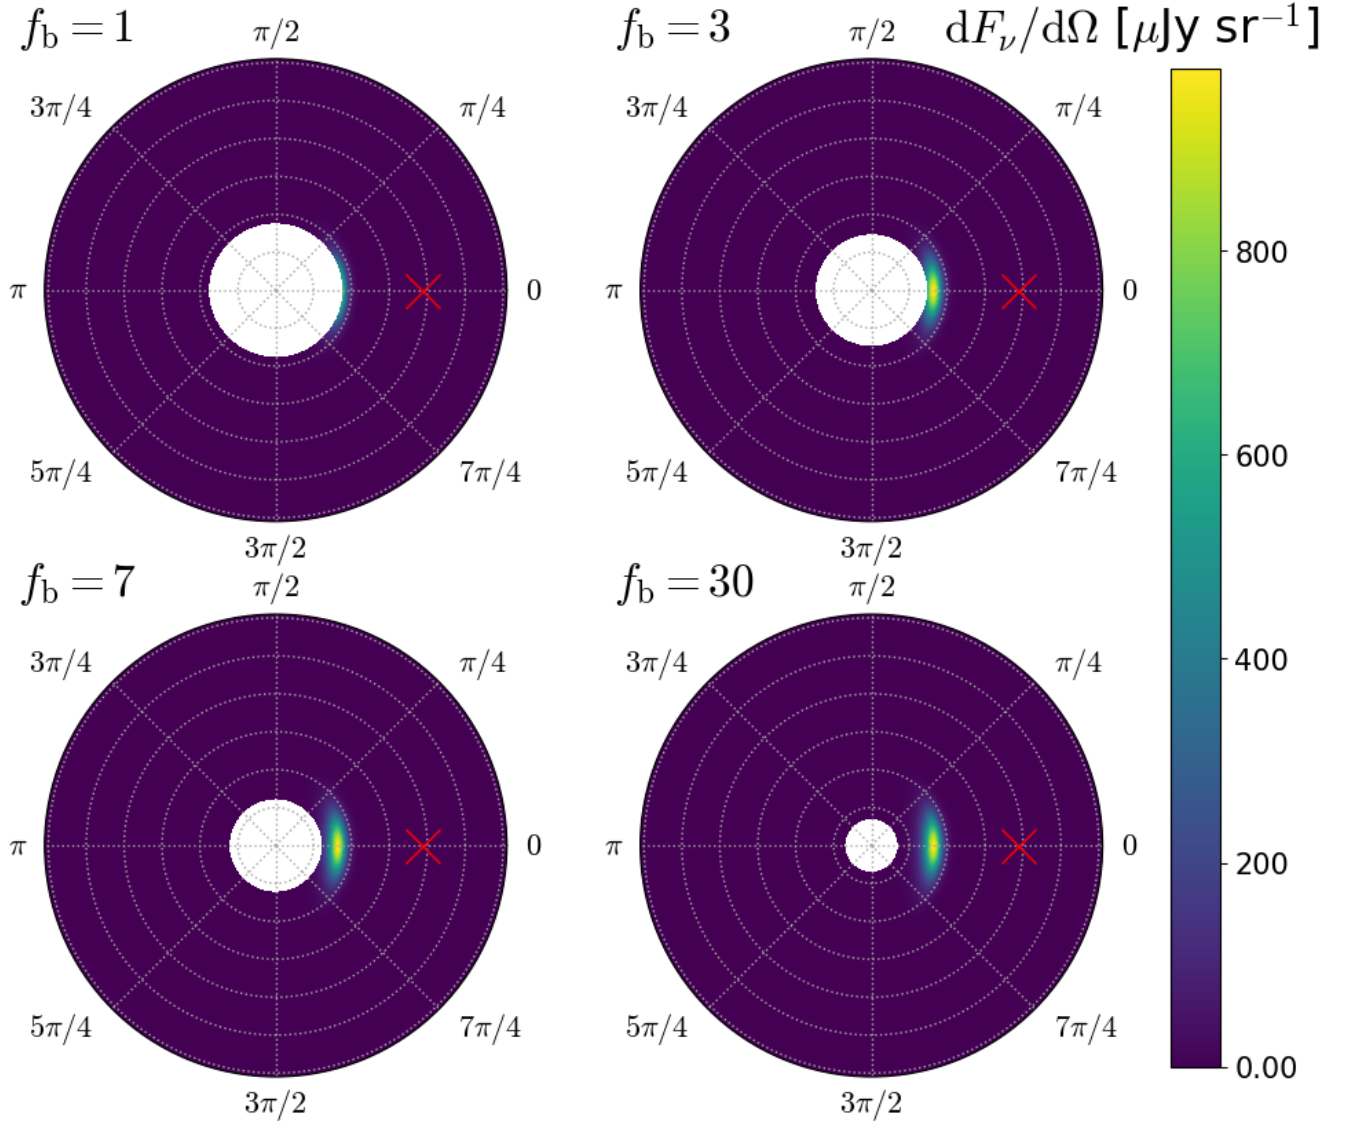 f_b = 1
π/2
3π/4
π/4
π
0
5π/4
7π/4
3π/2
f_b = 3
π/2
3π/4
π/4
π
0
5π/4
7π/4
3π/2
dF_ν/dΩ [μJy sr⁻¹]
800
600
400
200
0.00
f_b = 7
π/2
3π/4
π/4
π
0
5π/4
7π/4
3π/2
f_b = 30
π/2
3π/4
π/4
π
0
5π/4
7π/4
3π/2